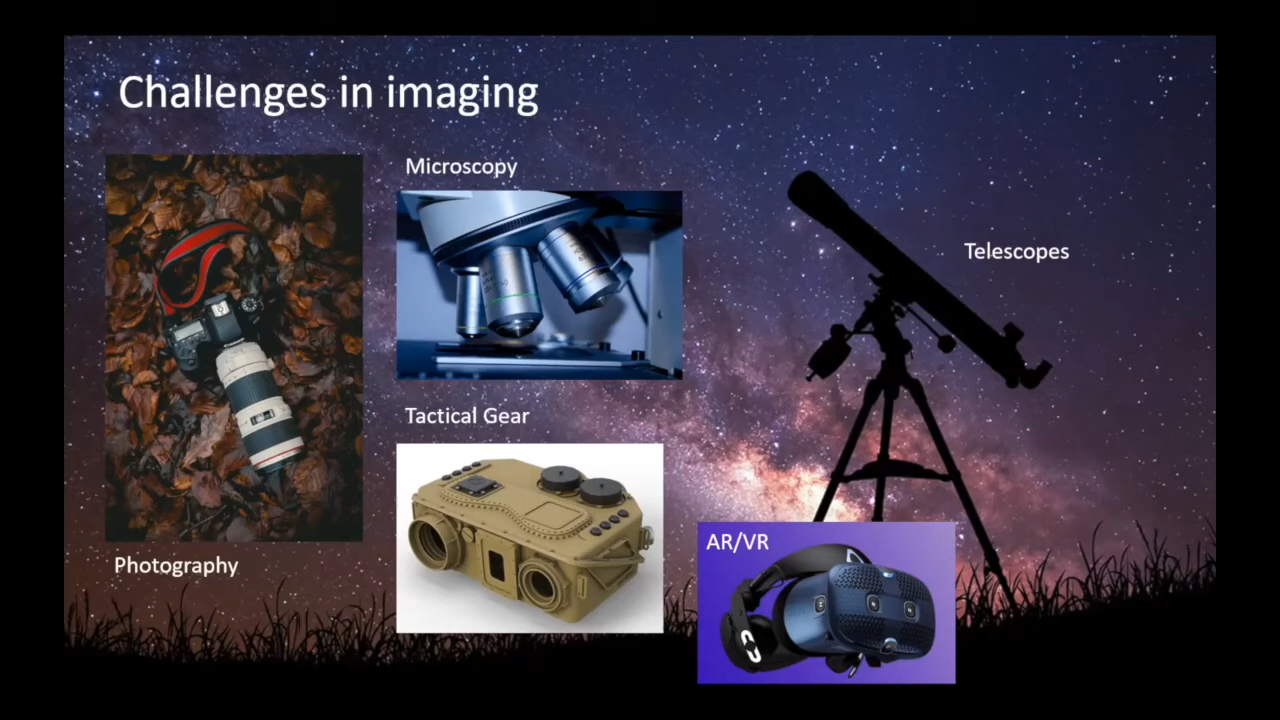 Challenges in imaging
Microscopy
Telescopes
Tactical Gear
AR/VR
Photography